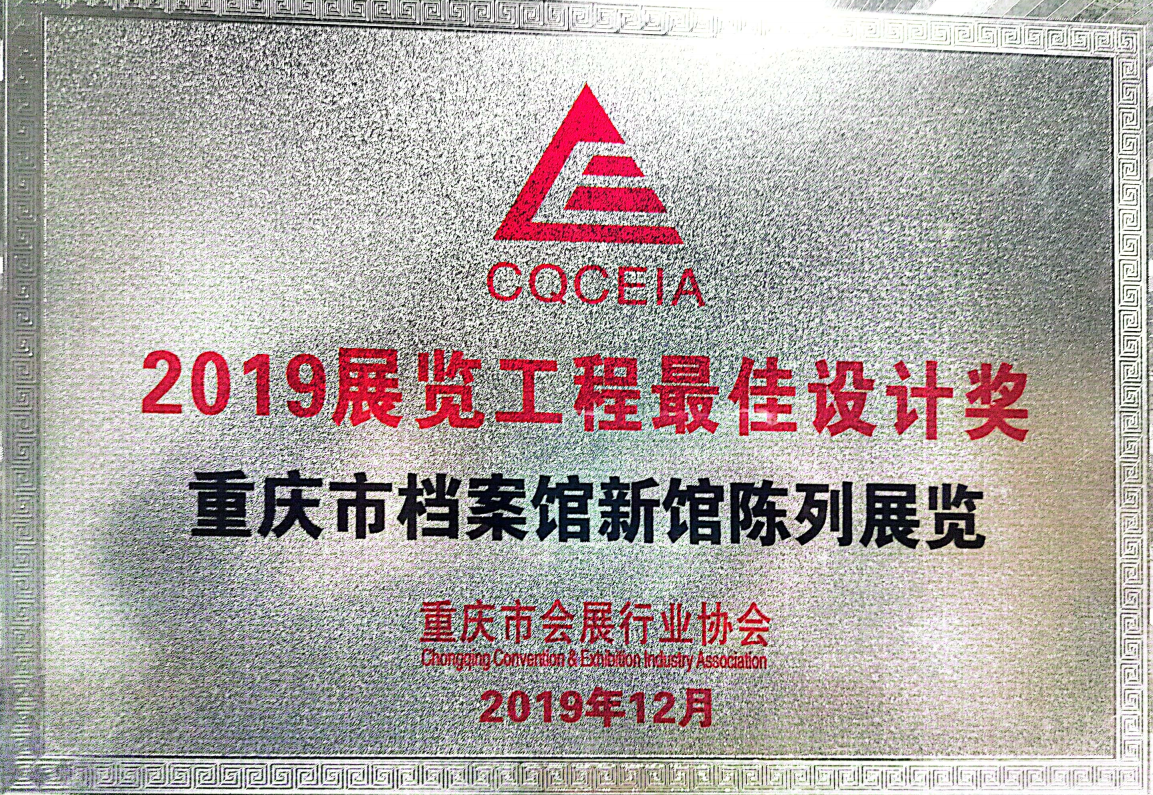 CQCEIA
2019展览工程最佳设计奖
重庆市档案馆新馆陈列展览
重庆市会展行业协会
Chongqing Convention & Exhibition Industry Association
2019年12月